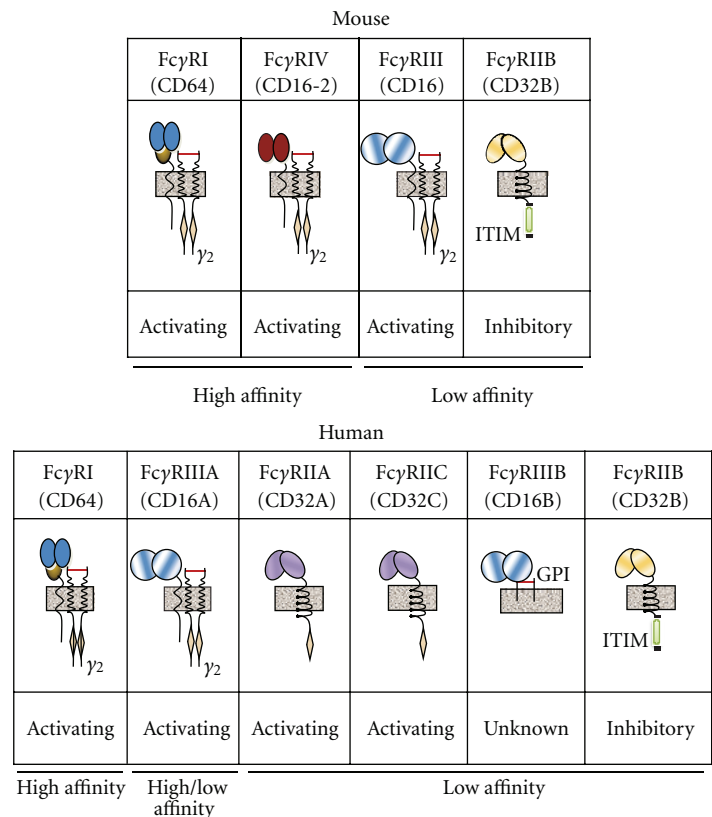 Mouse
FcγRI
(CD64)
FcγRIV
(CD16-2)
FcγRIII
(CD16)
FcγRIIB
(CD32B)
γ2
γ2
γ2
ITIM
Activating
Activating
Activating
Inhibitory
High affinity
Low affinity
Human
FcγRI
(CD64)
FcγRIIIA
(CD16A)
FcγRIIA
(CD32A)
FcγRIIC
(CD32C)
FcγRIIIB
(CD16B)
FcγRIIB
(CD32B)
γ2
γ2
GPI
ITIM
Activating
Activating
Activating
Activating
Unknown
Inhibitory
High affinity
High/low
affinity
Low affinity